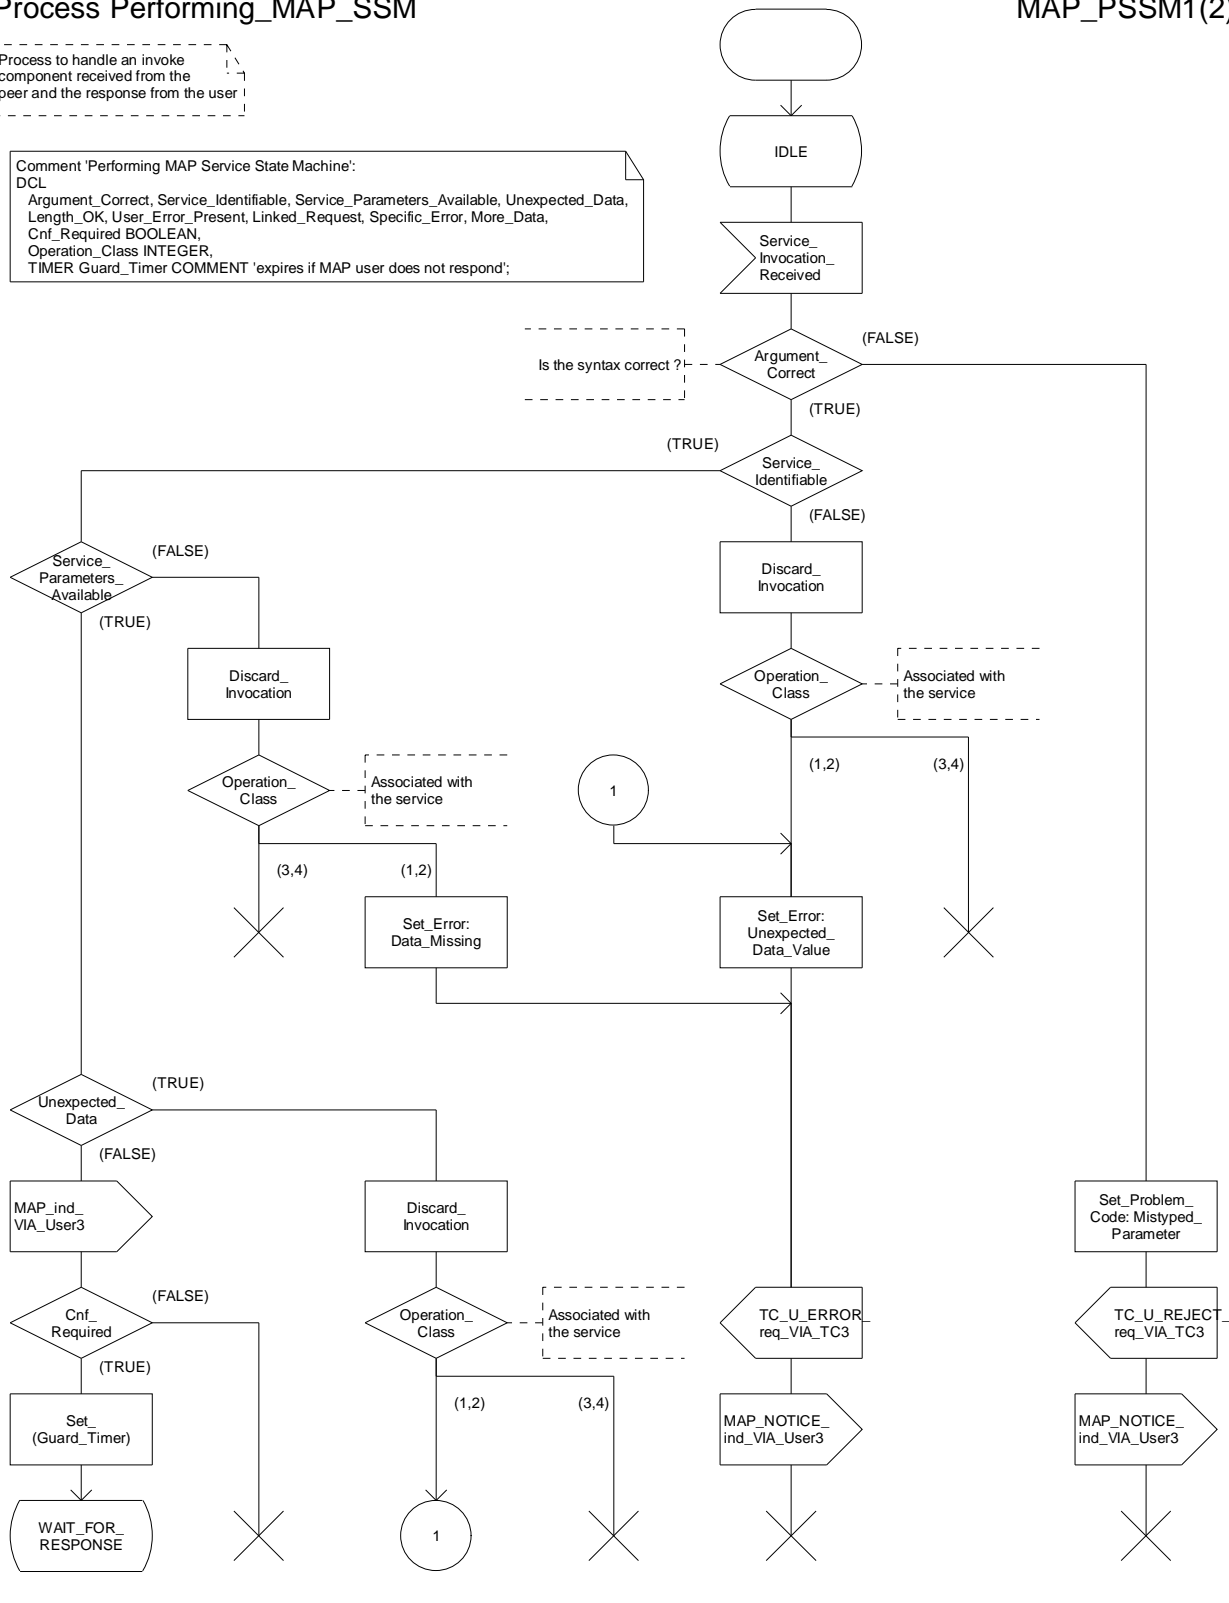 Process Performing_MAP_SSM
MAP_PSSM1(2)
Process to handle an invoke
component received from the
peer and the response from the user
Comment 'Performing MAP Service State Machine':
DCL
Argument_Correct, Service_Identifiable, Service_Parameters_Available, Unexpected_Data,
Length_OK, User_Error_Present, Linked_Request, Specific_Error, More_Data,
Cnf_Required BOOLEAN,
Operation_Class INTEGER,
TIMER Guard_Timer COMMENT 'expires if MAP user does not respond';
IDLE
Service_
Invocation_
Received
Is the syntax correct ?
Argument_
Correct
(FALSE)
(TRUE)
(TRUE)
Service_
Identifiable
(FALSE)
Service_
Parameters_
Available
(FALSE)
(TRUE)
Discard_
Invocation
Discard_
Invocation
Operation_
Class
Associated with
the service
Operation_
Class
Associated with
the service
1
(1,2)
(3,4)
(3,4)
(1,2)
Set_Error:
Data_Missing
Set_Error:
Unexpected_
Data_Value
Unexpected_
Data
(TRUE)
(FALSE)
MAP_ind_
VIA_User3
Discard_
Invocation
Set_Problem_
Code: Mistyped_
Parameter
Cnf_
Required
(FALSE)
(TRUE)
Operation_
Class
Associated with
the service
TC_U_ERROR_
req_VIA_TC3
TC_U_REJECT_
req_VIA_TC3
(1,2)
(3,4)
Set_
(Guard_Timer)
MAP_NOTICE_
ind_VIA_User3
MAP_NOTICE_
ind_VIA_User3
WAIT_FOR_
RESPONSE
1